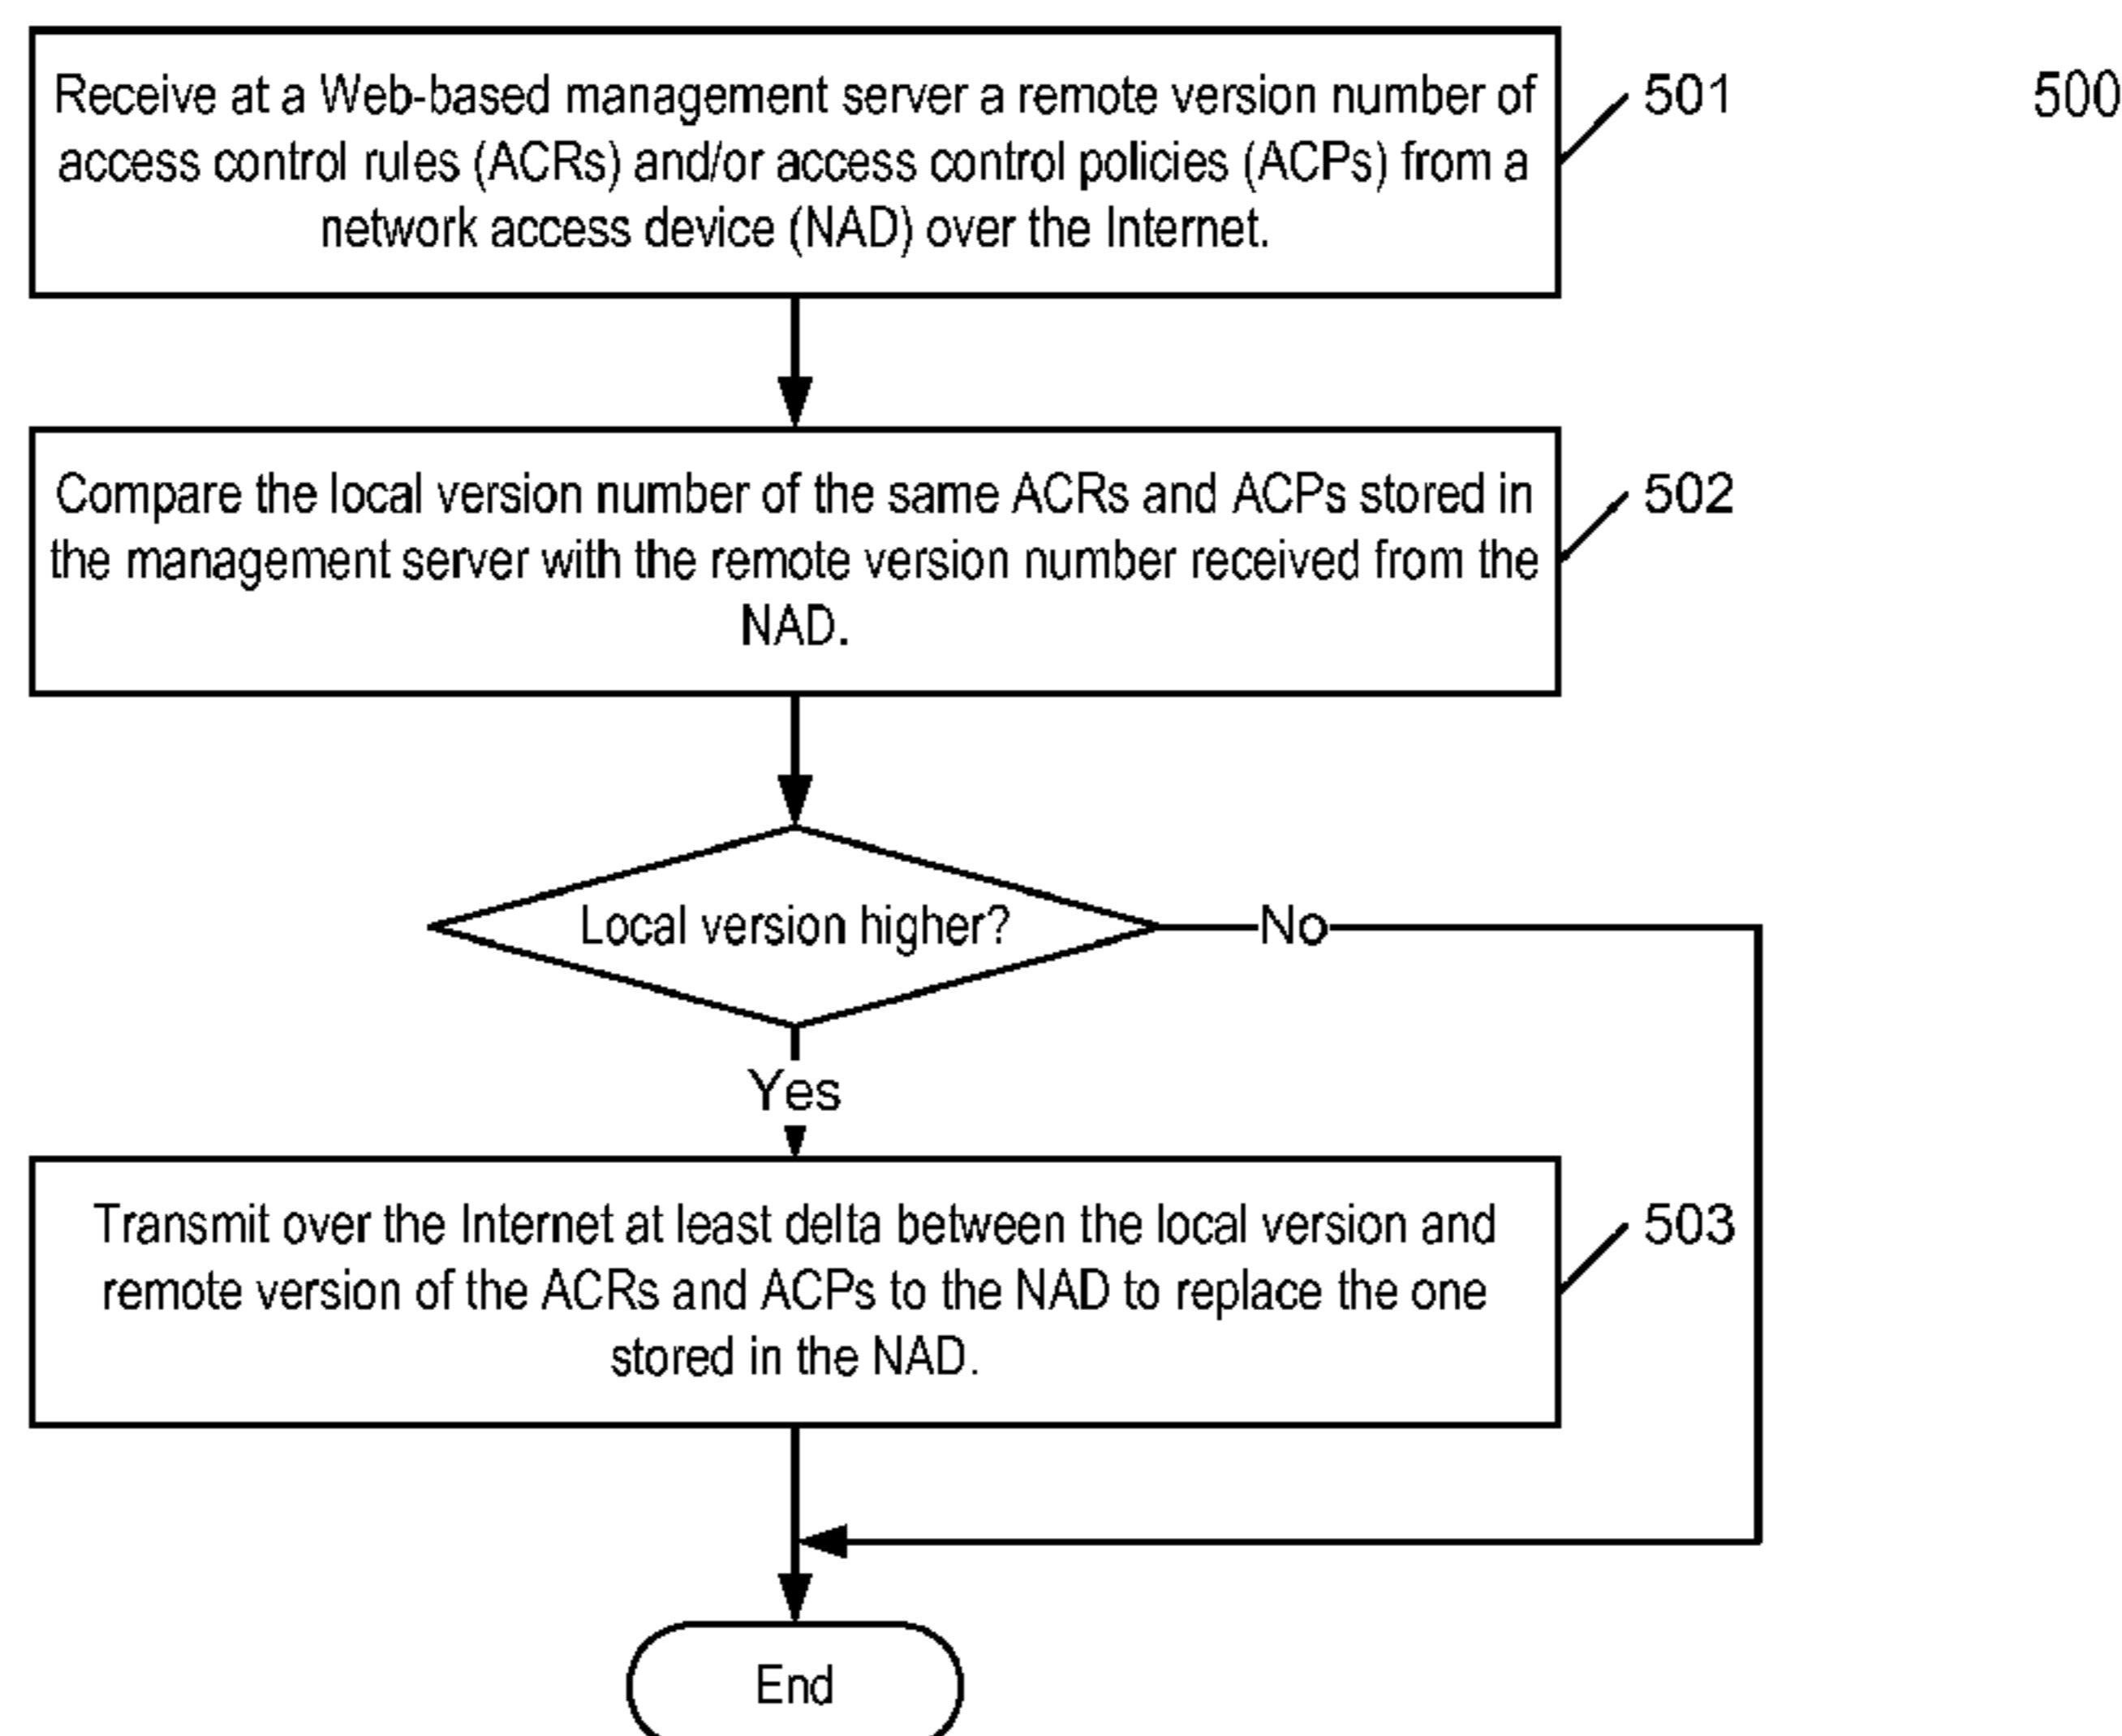 Receive at a Web-based management server a remote version number of
access control rules (ACRs) and/or access control policies (ACPs) from a
network access device (NAD) over the Internet.
501
500
Compare the local version number of the same ACRs and ACPs stored in
the management server with the remote version number received from the
NAD.
502
Local version higher?
No
Yes
Transmit over the Internet at least delta between the local version and
remote version of the ACRs and ACPs to the NAD to replace the one
stored in the NAD.
503
End